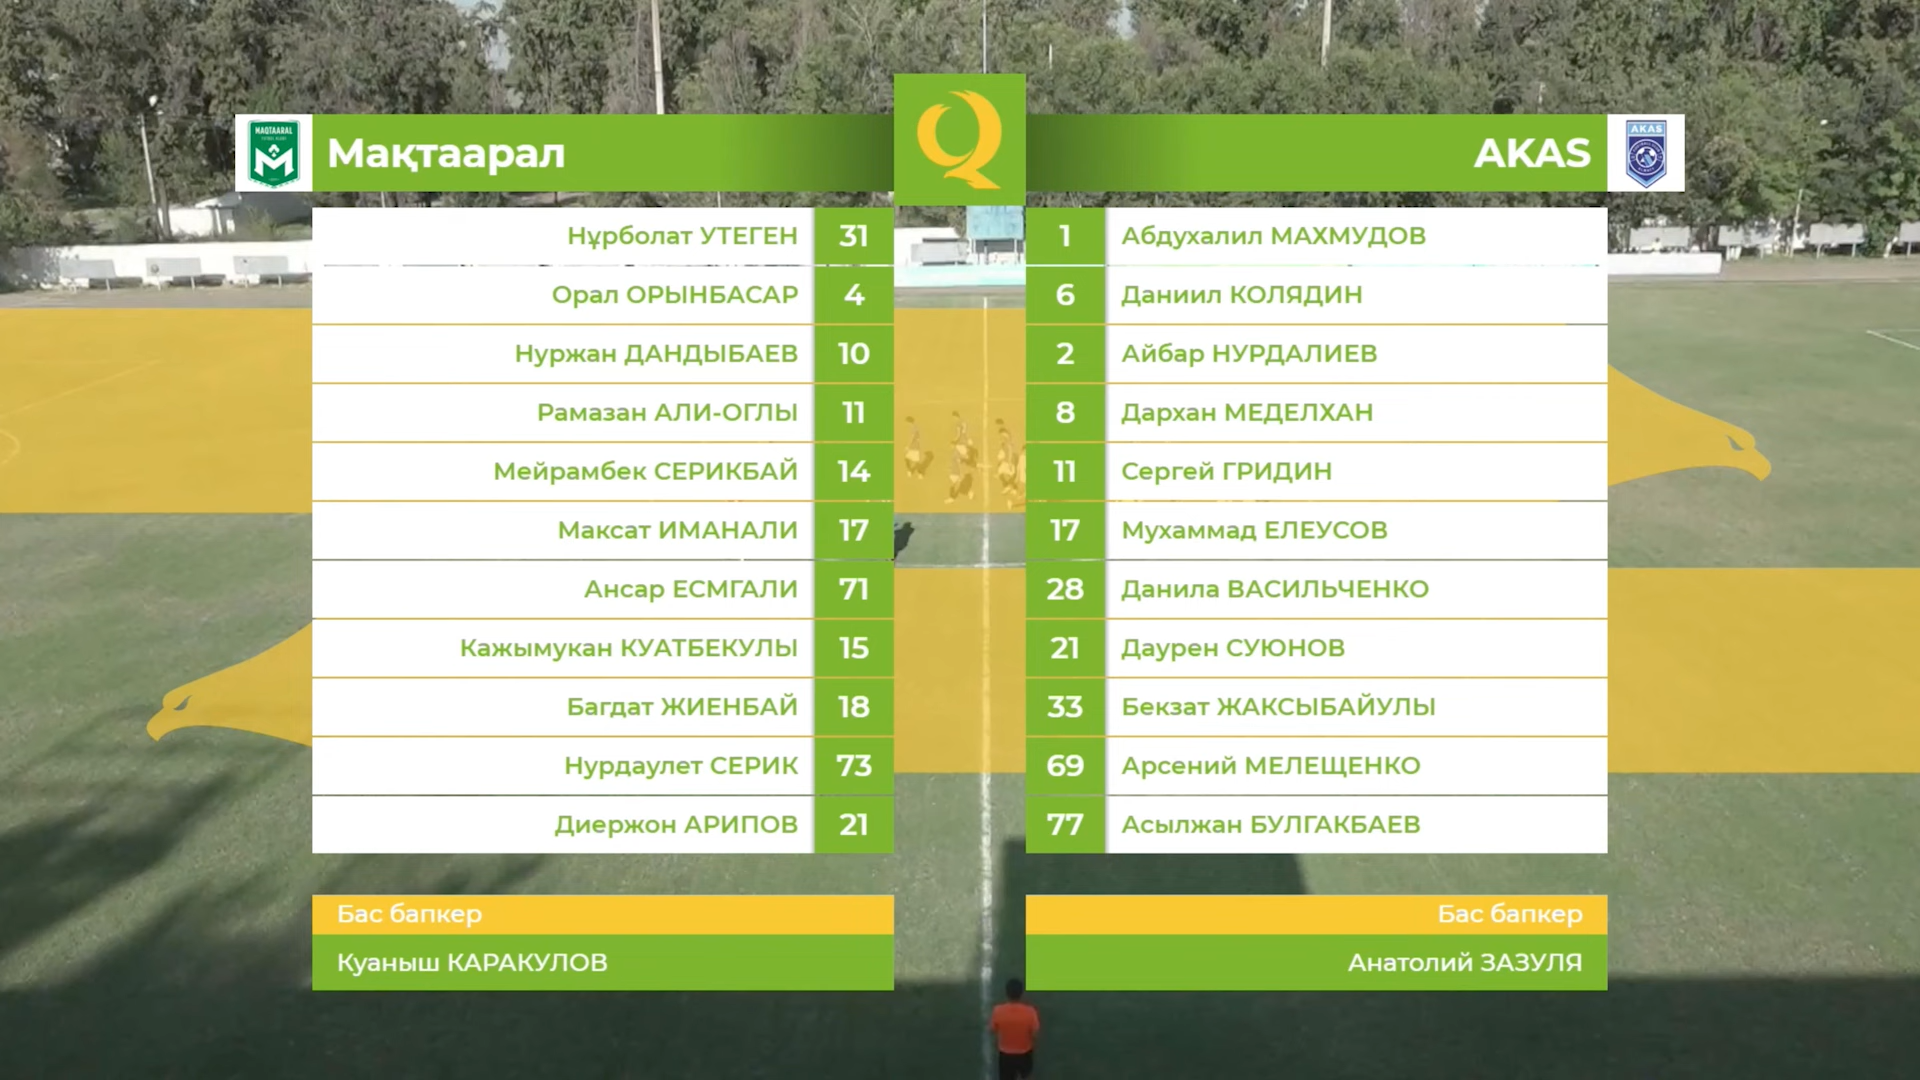 Мақтаарал
AKAS
MAQTAARAL
AKAS
Нұрболат УТЕГЕН 31
Орал ОРЫНБАСАР 4
Нуржан ДАНДЫБАЕВ 10
Рамазан АЛИ-ОГЛЫ 11
Мейрамбек СЕРИКБАЙ 14
Максат ИМАНАЛИ 17
Ансар ЕСМГАЛИ 71
Кажымукан КУАТБЕКУЛЫ 15
Багдат ЖИЕНБАЙ 18
Нурдаулет СЕРИК 73
Диержон АРИПОВ 21
Бас бапкер
Куаныш КАРАКУЛОВ
1 Абдухалил МАХМУДОВ
6 Даниил КОЛЯДИН
2 Айбар НУРДАЛИЕВ
8 Дархан МЕДЕЛХАН
11 Сергей ГРИДИН
17 Мухаммад ЕЛЕУСОВ
28 Данила ВАСИЛЬЧЕНКО
21 Даурен СУЮНОВ
33 Бекзат ЖАКСЫБАЙУЛЫ
69 Арсений МЕЛЕЩЕНКО
77 Асылжан БУЛГАКБАЕВ
Бас бапкер
Анатолий ЗАЗУЛЯ